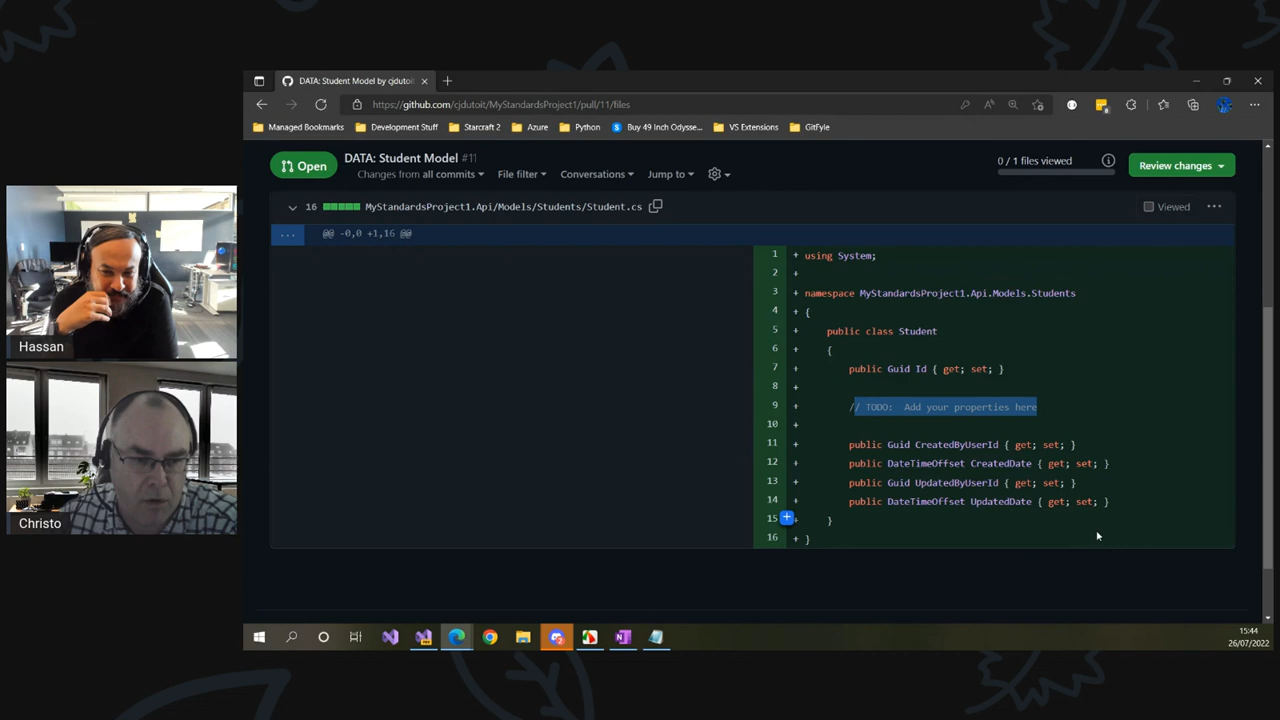 DATA: Student Model by cjdutoit
https://github.com/cjdutoit/MyStandardsProject1/pull/11/files
Managed Bookmarks
Development Stuff
Starcraft 2
Azure
Python
Buy 49 Inch Odysse...
VS Extensions
GitFyle
Open
DATA: Student Model #11
Changes from all commits
File filter
Conversations
Jump to
0 / 1 files viewed
Review changes
16
MyStandardsProject1.Api/Models/Students/Student.cs
Viewed
... @@ -0,0 +1,16 @@
1 + using System;
2 +
3 + namespace MyStandardsProject1.Api.Models.Students
4 + {
5 + public class Student
6 + {
7 + public Guid Id { get; set; }
8 +
9 + // TODO: Add your properties here
10 +
11 + public Guid CreatedByUserId { get; set; }
12 + public DateTimeOffset CreatedDate { get; set; }
13 + public Guid UpdatedByUserId { get; set; }
14 + public DateTimeOffset UpdatedDate { get; set; }
15 + }
16 + }
Hassan
Christo
15:44
26/07/2022